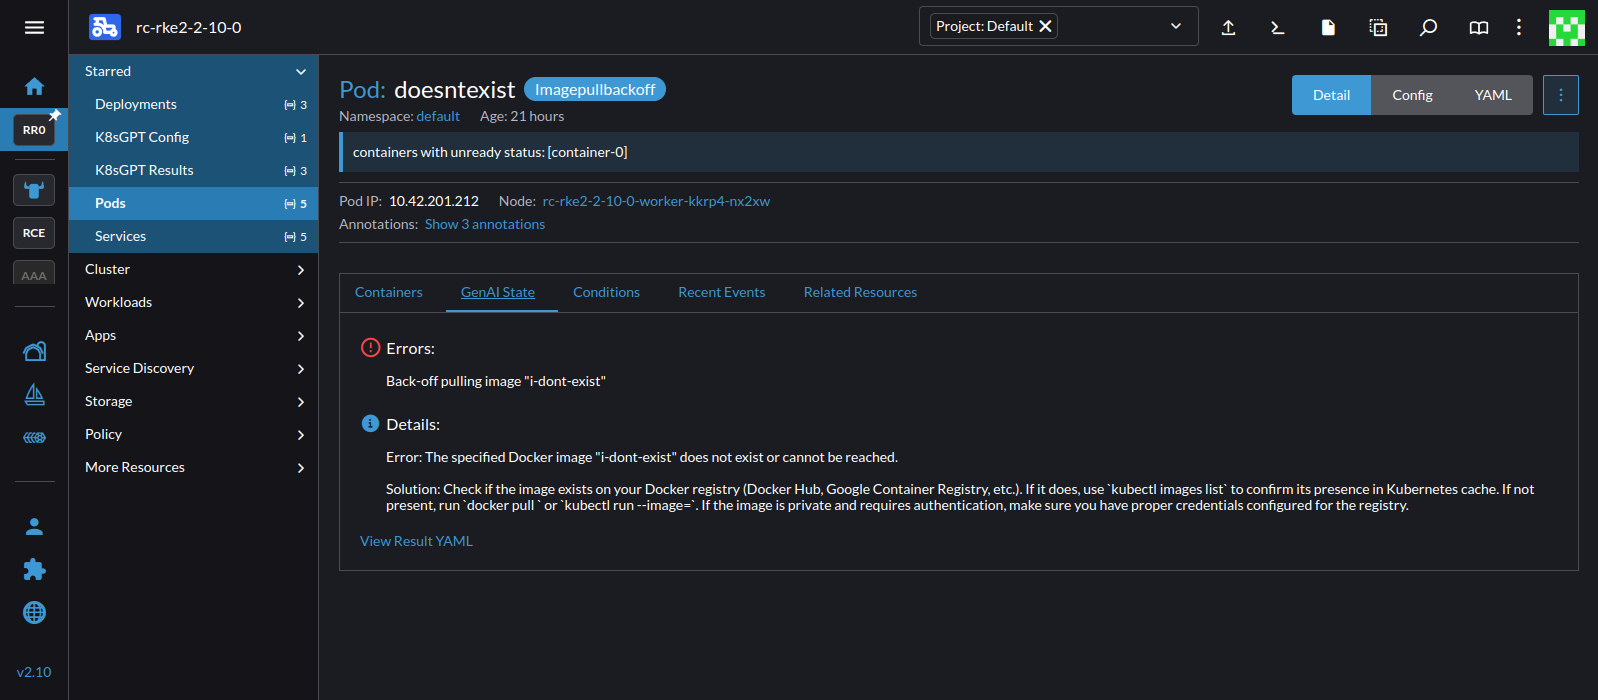 rc-rke2-2-10-0
Project: Default
RR0
RCE
AAA
v2.10
Starred
Deployments 3
K8sGPT Config 1
K8sGPT Results 3
Pods 5
Services 5
Cluster
Workloads
Apps
Service Discovery
Storage
Policy
More Resources
Pod: doesntexist Imagepullbackoff
Detail Config YAML
Namespace: default Age: 21 hours
containers with unready status: [container-0]
Pod IP: 10.42.201.212 Node: rc-rke2-2-10-0-worker-kkrp4-nx2xw
Annotations: Show 3 annotations
Containers GenAI State Conditions Recent Events Related Resources
Errors:
Back-off pulling image "i-dont-exist"
Details:
Error: The specified Docker image "i-dont-exist" does not exist or cannot be reached.
Solution: Check if the image exists on your Docker registry (Docker Hub, Google Container Registry, etc.). If it does, use `kubectl images list` to confirm its presence in Kubernetes cache. If not
present, run `docker pull ` or `kubectl run --image=`. If the image is private and requires authentication, make sure you have proper credentials configured for the registry.
View Result YAML